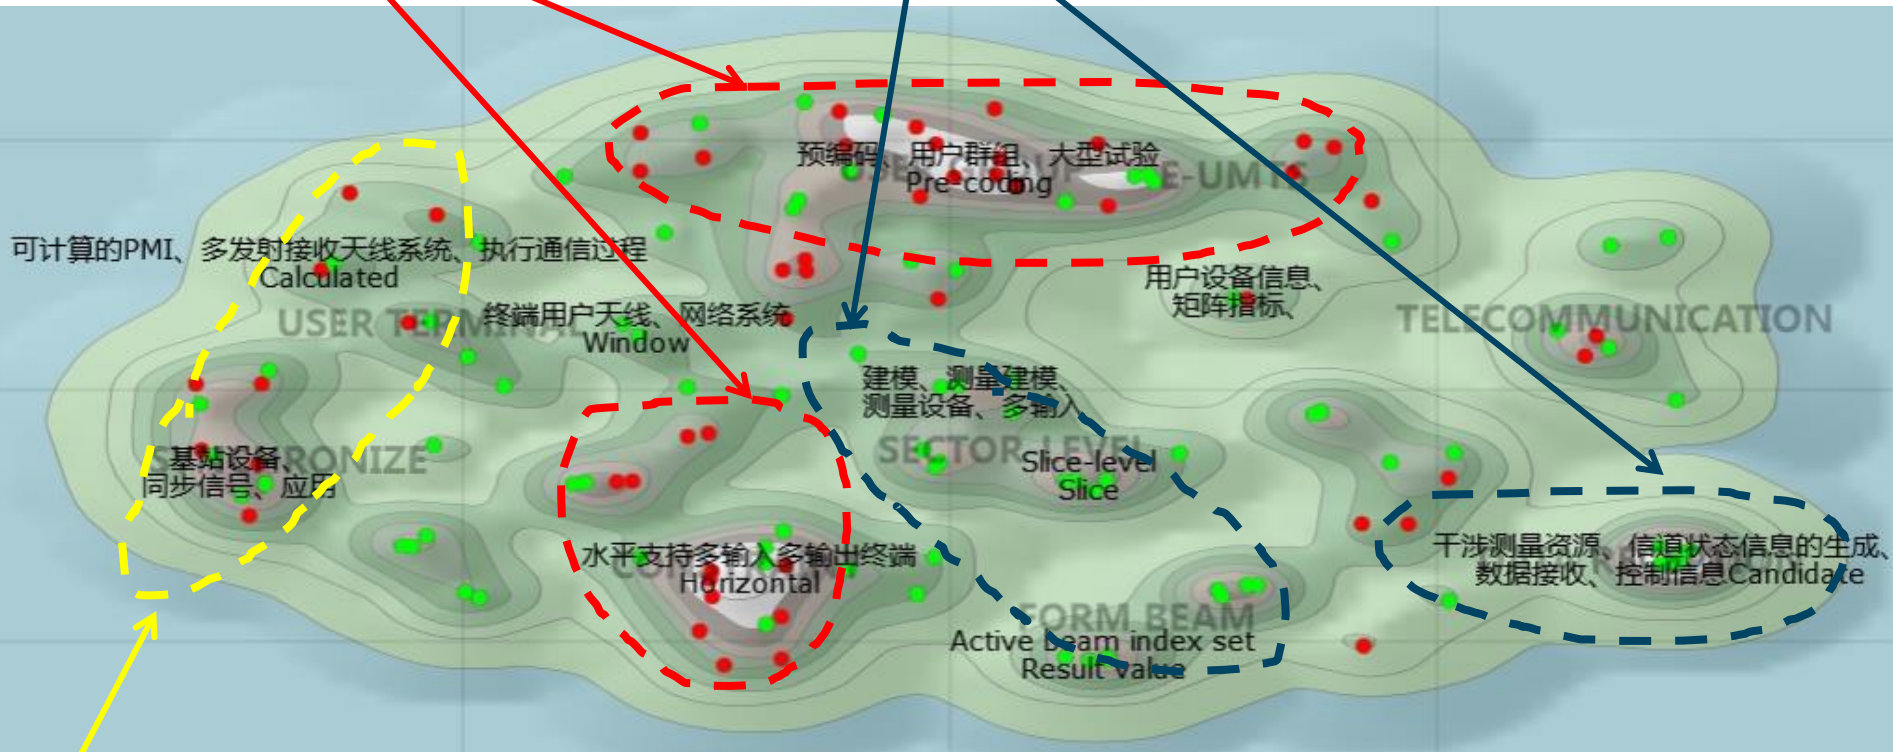 预编码、用户群组、大型试验
Pre-coding
E-UMTS
可计算的PMI、多发射接收天线系统、执行通信过程
Calculated
用户设备信息、
矩阵指标、
USER TERMINAL
终端用户天线、网络系统
Window
TELECOMMUNICATION
建模、测量建模、
测量设备、多输入
SECTOR-LEVEL
Slice-level
Slice
基站设备、
同步信号、应用
水平支持多输入多输出终端
Horizontal
干涉测量资源、信道状态信息的生成、
数据接收、控制信息Candidate
FORM BEAM
Active beam index set
Result value